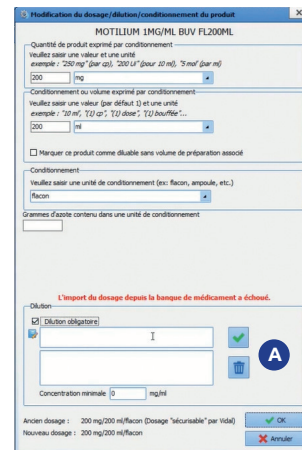 Modification du dosage/dilution/conditionnement du produit
MOTILIUM 1MG/ML BUV FL200ML
Quantité de produit exprimé par conditionnement
Veuillez saisir une valeur et une unité
exemple : "250 mg" (par cp), "200 UI" (pour 10 ml), "5 mol" (par ml)
200 mg
Conditionnement ou volume exprimé par conditionnement
Veuillez saisir une valeur (par défaut 1) et une unité
exemple : "10 ml", "(1) cp", "(1) dose", "(1) bouffée"...
200 ml
Marquer ce produit comme diluable sans volume de préparation associé
Conditionnement
Veuillez saisir une unité de conditionnement (ex: flacon, ampoule, etc.)
flacon
Grammes d'azote contenu dans une unité de conditionnement
L'import du dosage depuis la banque de médicament a échoué.
Dilution
Dilution obligatoire
A
Concentration minimale 0 mg/ml
Ancien dosage : 200 mg/200 ml/flacon (Dosage "sécurisable" par Vidal)
OK
Nouveau dosage : 200 mg/200 ml/flacon
Annuler